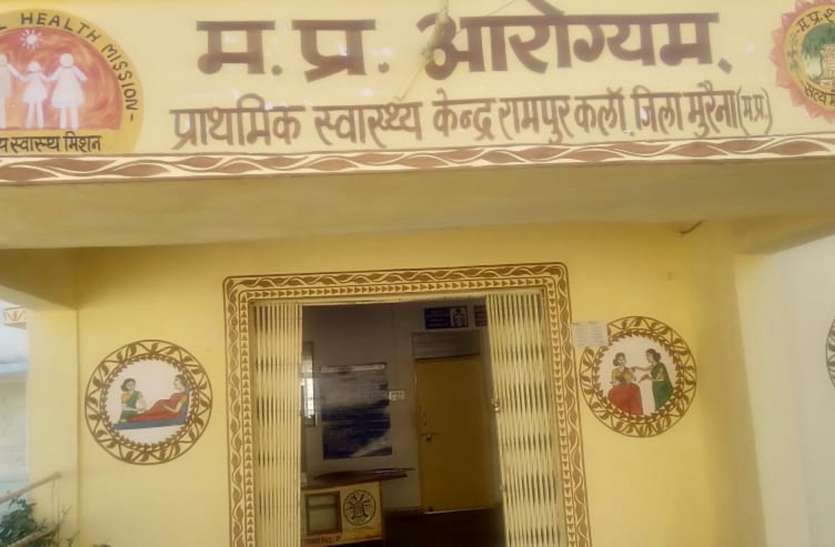 HEALTH MISSION
म. प्र. आरोग्यम्.
प्राथमिक स्वास्थ्य केन्द्र रामपुर कलॉ. जिला मुरैना (म.प्र.)
स्वास्थ्य मिशन